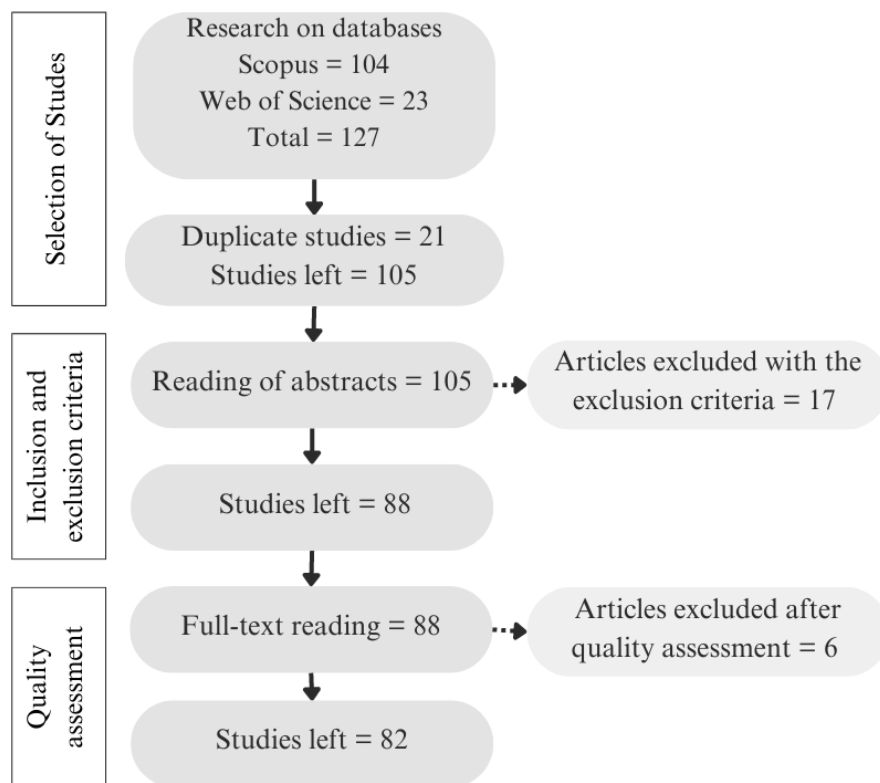 Selection of Studes
Research on databases
Scopus = 104
Web of Science = 23
Total = 127
Duplicate studies = 21
Studies left = 105
Inclusion and
exclusion criteria
Reading of abstracts = 105
Articles excluded with the
exclusion criteria = 17
Studies left = 88
Quality
assessment
Full-text reading = 88
Articles excluded after
quality assessment = 6
Studies left = 82